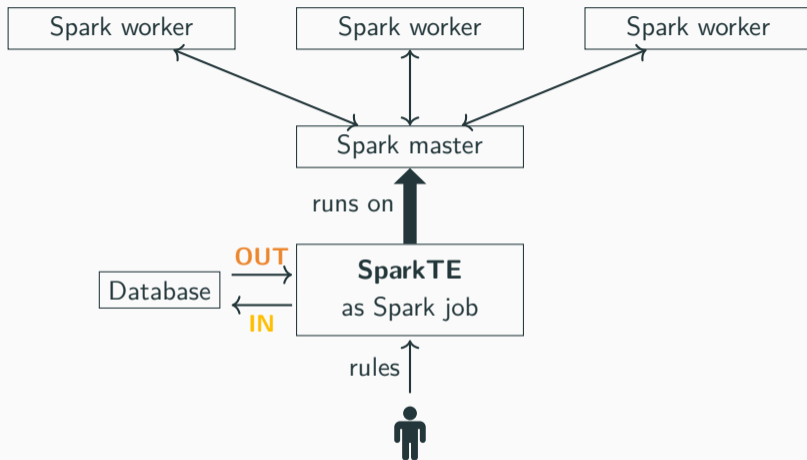 Spark worker
Spark worker
Spark worker
Spark master
runs on
OUT
SparkTE
Database
as Spark job
IN
rules